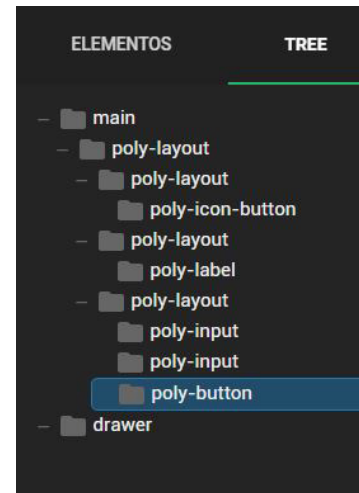 ELEMENTOS TREE
main
poly-layout
poly-layout
poly-icon-button
poly-layout
poly-label
poly-layout
poly-input
poly-input
poly-button
drawer